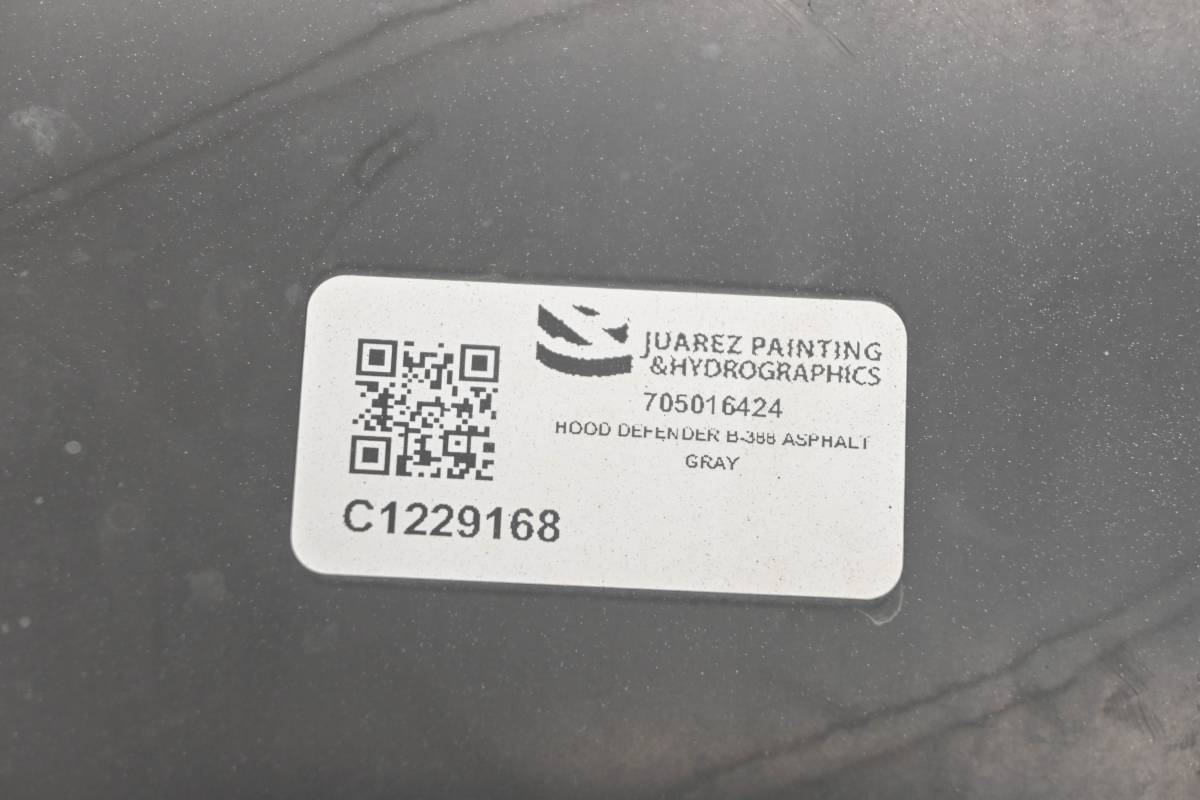 JUAREZ PAINTING
&HYDROGRAPHICS
705016424
HOOD DEFENDER B-388 ASPHALT
GRAY
C1229168